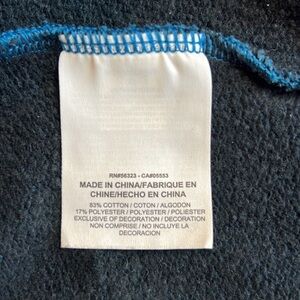 RN#56323 - CA#05553
MADE IN CHINA/FABRIQUE EN
CHINE/HECHO EN CHINA
83% COTTON / COTON / ALGODON
17% POLYESTER / POLYESTER / POLIESTER
EXCLUSIVE OF DECORATION / DECORATION
NON COMPRISE / NO INCLUYE LA
DECORACION